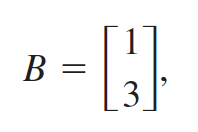 B = [1
3],